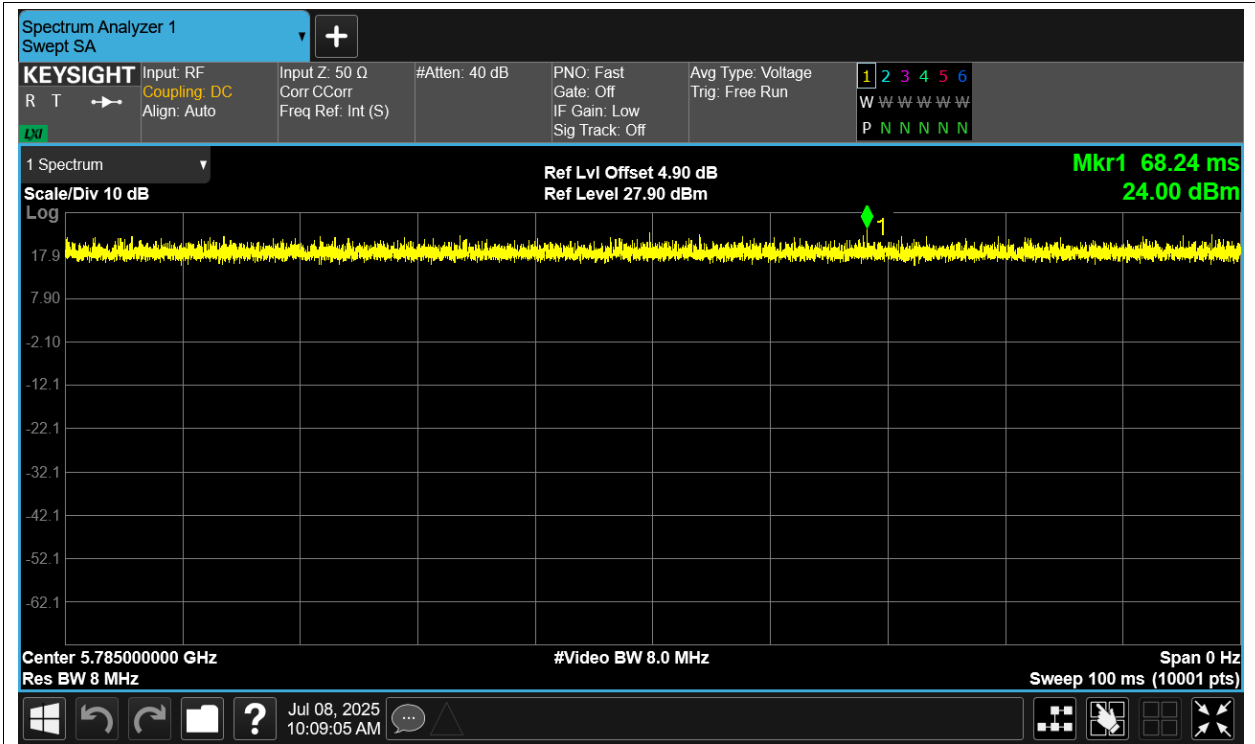 Spectrum Analyzer 1
Swept SA
KEYSIGHT
R T
LXI
Input: RF
Coupling: DC
Align: Auto
Input Z: 50 Ω
Corr CCorr
Freq Ref: Int (S)
#Atten: 40 dB
PNO: Fast
Gate: Off
IF Gain: Low
Sig Track: Off
Avg Type: Voltage
Trig: Free Run
1 2 3 4 5 6
W W W W W W
P N N N N N
1 Spectrum
Scale/Div 10 dB
Ref Lvl Offset 4.90 dB
Ref Level 27.90 dBm
Mkr1 68.24 ms
24.00 dBm
Log
1
17.9
7.90
-2.10
-12.1
-22.1
-32.1
-42.1
-52.1
-62.1
Center 5.785000000 GHz
#Video BW 8.0 MHz
Span 0 Hz
Res BW 8 MHz
Sweep 100 ms (10001 pts)
?
Jul 08, 2025
10:09:05 AM